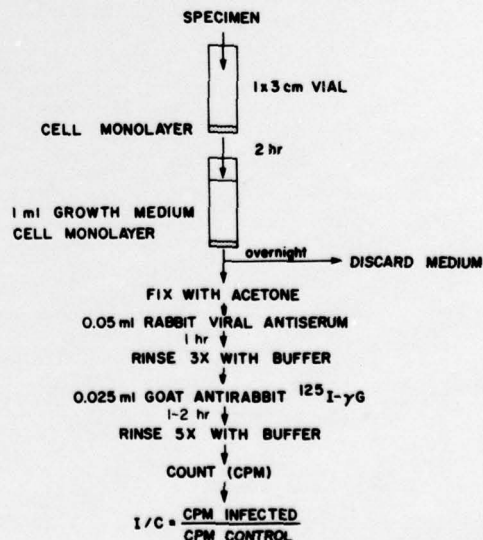 SPECIMEN
1 x 3 cm VIAL
CELL MONOLAYER
2 hr
1 ml GROWTH MEDIUM
CELL MONOLAYER
overnight
DISCARD MEDIUM
FIX WITH ACETONE
0.05 ml RABBIT VIRAL ANTISERUM
1 hr
RINSE 3X WITH BUFFER
0.025 ml GOAT ANTIRABBIT ¹²⁵I-γG
1-2 hr
RINSE 5X WITH BUFFER
COUNT (CPM)
I/C = CPM INFECTED
CPM CONTROL